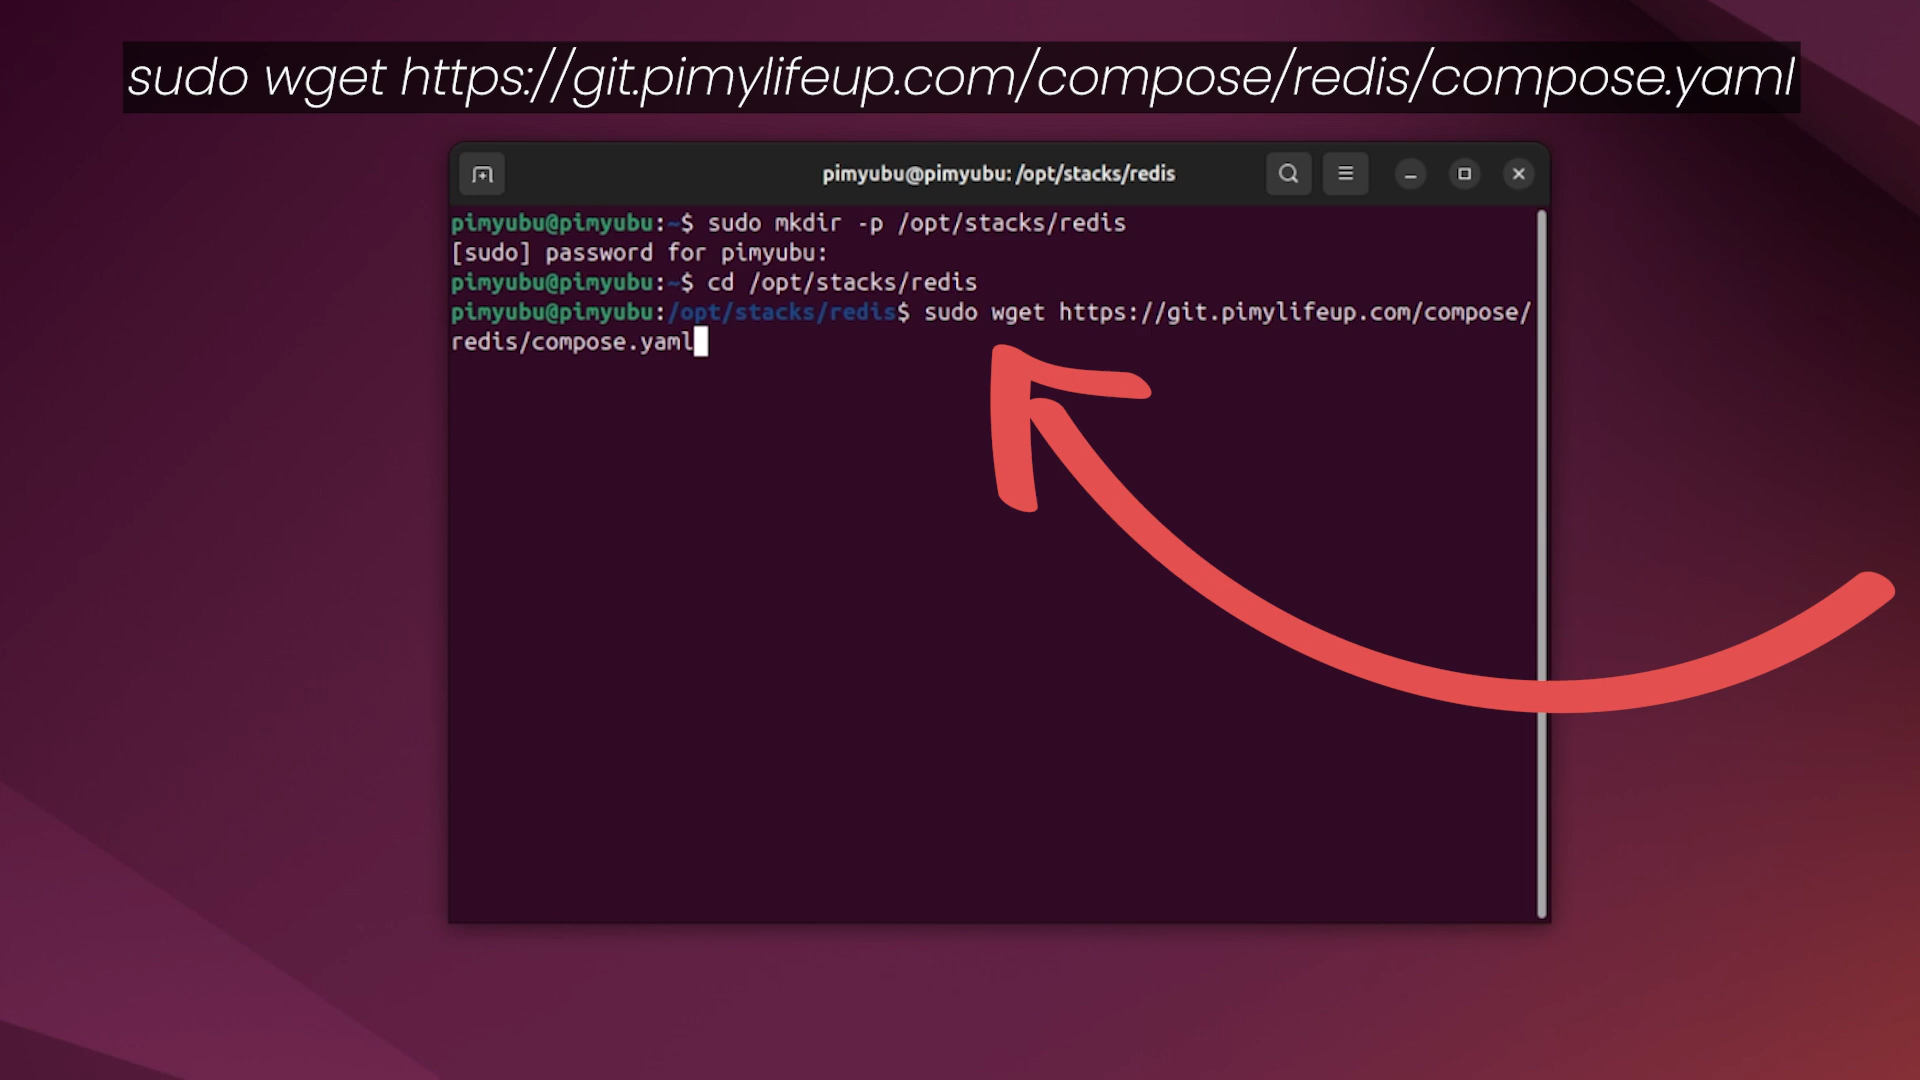 sudo wget https://git.pimylifeup.com/compose/redis/compose.yaml
pimyubu@pimyubu: /opt/stacks/redis
pimyubu@pimyubu:~$ sudo mkdir -p /opt/stacks/redis
[sudo] password for pimyubu:
pimyubu@pimyubu:~$ cd /opt/stacks/redis
pimyubu@pimyubu:/opt/stacks/redis$ sudo wget https://git.pimylifeup.com/compose/
redis/compose.yaml